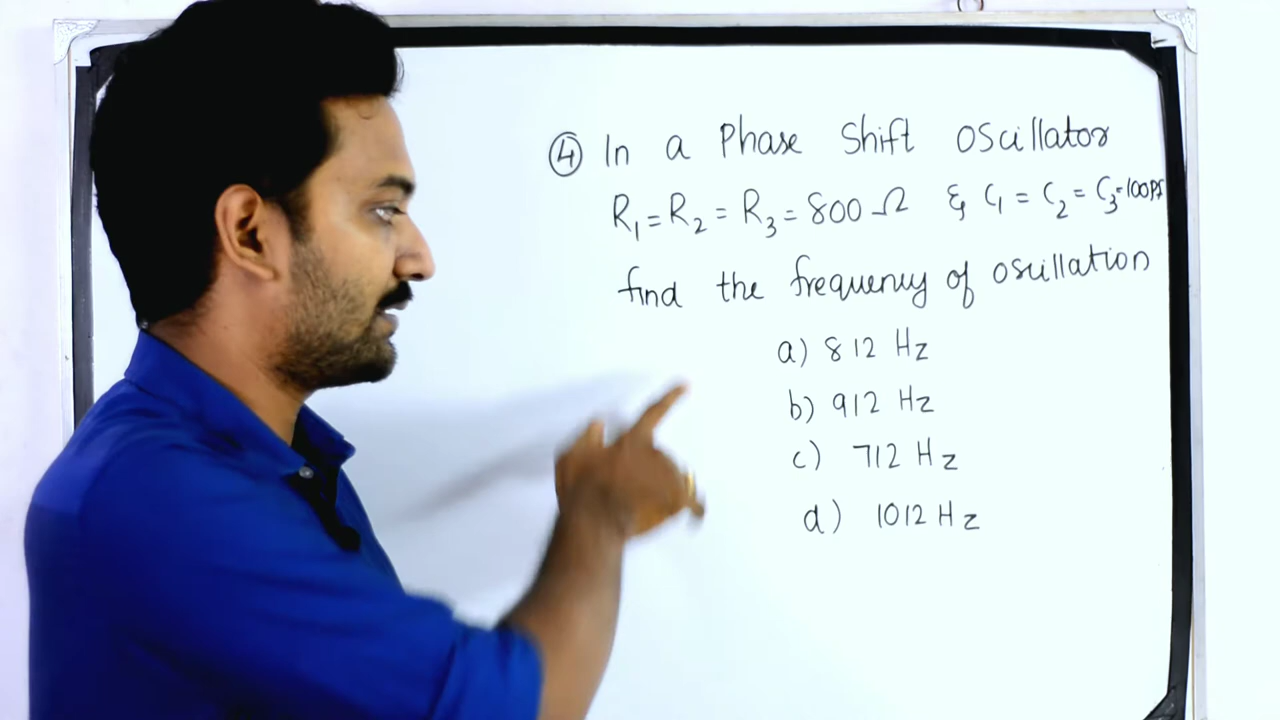 ④ In a Phase Shift Oscillator
R₁ = R₂ = R₃ = 800 Ω & C₁ = C₂ = C₃ =
find the frequency of oscillation
a) 812 Hz
b) 912 Hz
c) 712 Hz
d) 1012 Hz